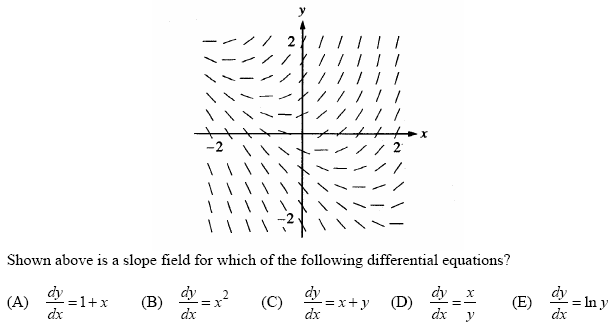 y
2
x
-2
2
-2
Shown above is a slope field for which of the following differential equations?
(A) dy/dx = 1 + x (B) dy/dx = x² (C) dy/dx = x + y (D) dy/dx = x/y (E) dy/dx = ln y